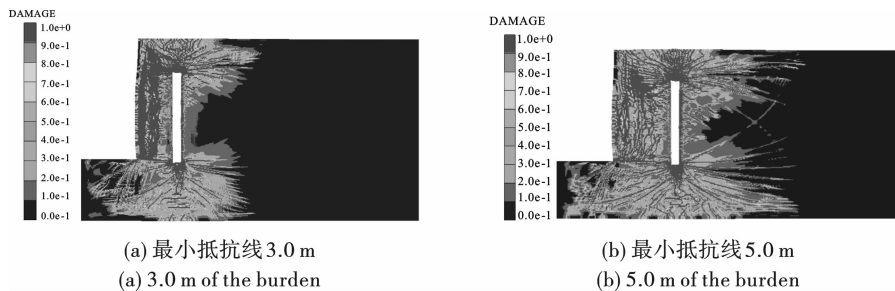 DAMAGE
1.0e+0
9.0e-1
8.0e-1
7.0e-1
6.0e-1
5.0e-1
4.0e-1
3.0e-1
2.0e-1
1.0e-1
0.0e-1
(a) 最小抵抗线3.0 m
(a) 3.0 m of the burden
DAMAGE
1.0e+0
9.0e-1
8.0e-1
7.0e-1
6.0e-1
5.0e-1
4.0e-1
3.0e-1
2.0e-1
1.0e-1
0.0e-1
(b) 最小抵抗线5.0 m
(b) 5.0 m of the burden